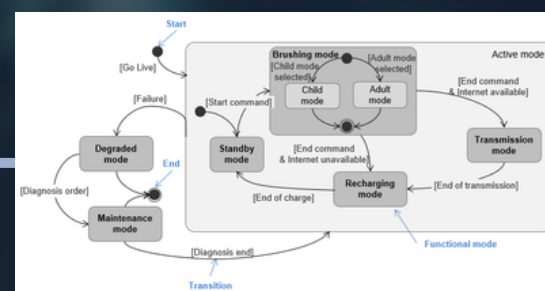 Start
[Go Live]
Active mode
Brushing mode
[Child mode
selected]
[Adult mode
selected]
Child
mode
Adult
mode
[Start command]
[End command
& Internet available]
[Failure]
Degraded
mode
End
Standby
mode
[End command
& Internet unavailable]
Transmission
mode
[Diagnosis order]
Recharging
mode
[End of transmission]
[End of charge]
Maintenance
mode
Functional mode
[Diagnosis end]
Transition